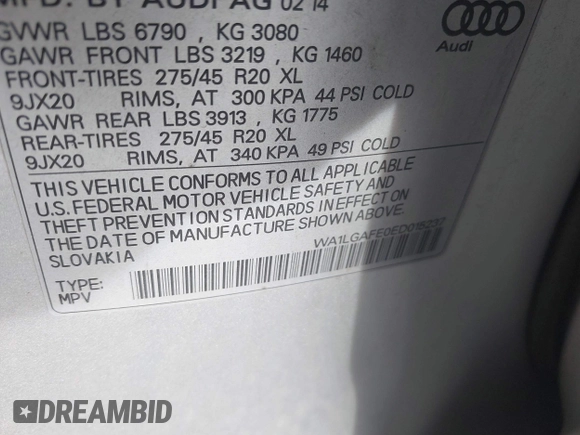 MFD. BY AUDI AG 02 14
GVWR LBS 6790 , KG 3080
GAWR FRONT LBS 3219 , KG 1460
FRONT-TIRES 275/45 R20 XL
9JX20 RIMS, AT 300 KPA 44 PSI COLD
GAWR REAR LBS 3913 , KG 1775
REAR-TIRES 275/45 R20 XL
9JX20 RIMS, AT 340 KPA 49 PSI COLD
Audi
THIS VEHICLE CONFORMS TO ALL APPLICABLE
U.S. FEDERAL MOTOR VEHICLE SAFETY AND
THEFT PREVENTION STANDARDS IN EFFECT ON
THE DATE OF MANUFACTURE SHOWN ABOVE
SLOVAKIA
WA1LGAFE0ED015232
TYPE:
MPV
DREAMBID